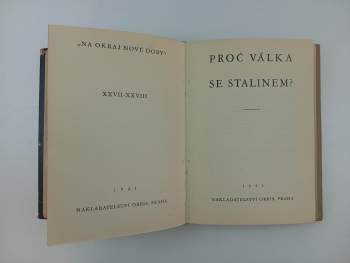 „NA OKRAJ NOVÉ DOBY“
XXVII-XXVIII
1941
NAKLADATELSTVÍ ORBIS, PRAHA
PROČ VÁLKA
SE STALINEM?
1941
NAKLADATELSTVÍ ORBIS, PRAHA